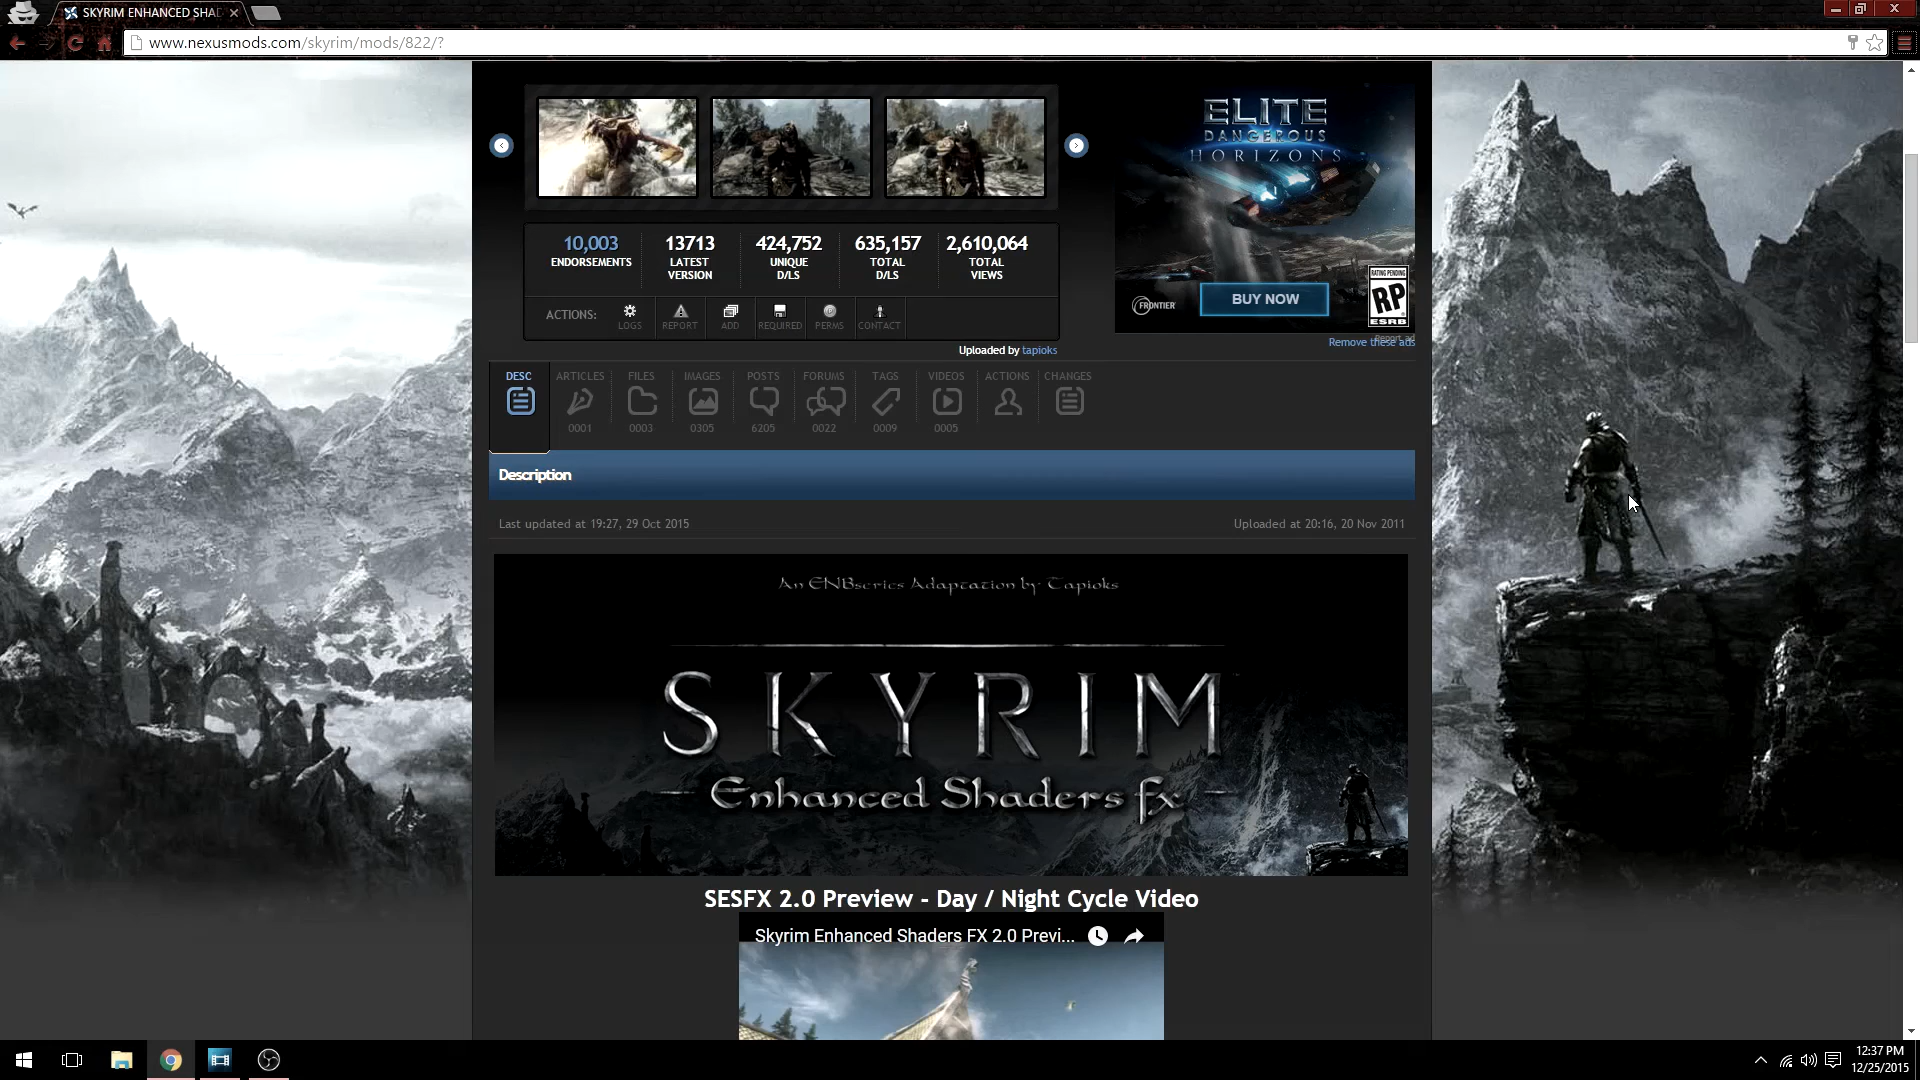 SKYRIM ENHANCED SHAD
www.nexusmods.com/skyrim/mods/822/?
ELITE
DANGEROUS
HORIZONS
10,003
ENDORSEMENTS
13713
LATEST
VERSION
424,752
UNIQUE
D/LS
635,157
TOTAL
D/LS
2,610,064
TOTAL
VIEWS
RATING PENDING
RP
ESRB
FRONTIER
BUY NOW
ACTIONS:
LOGS
REPORT
ADD
REQUIRED
PERMS
CONTACT
Remove these ads
Uploaded by tapioks
DESC
ARTICLES
0001
FILES
0003
IMAGES
0305
POSTS
6205
FORUMS
0022
TAGS
0009
VIDEOS
0005
ACTIONS
CHANGES
Description
Last updated at 19:27, 29 Oct 2015
Uploaded at 20:16, 20 Nov 2011
An ENBseries Adaptation by Tapioks
SKYRIM
Enhanced Shaders fx
SESFX 2.0 Preview - Day / Night Cycle Video
Skyrim Enhanced Shaders FX 2.0 Previ...
12:37 PM
12/25/2015